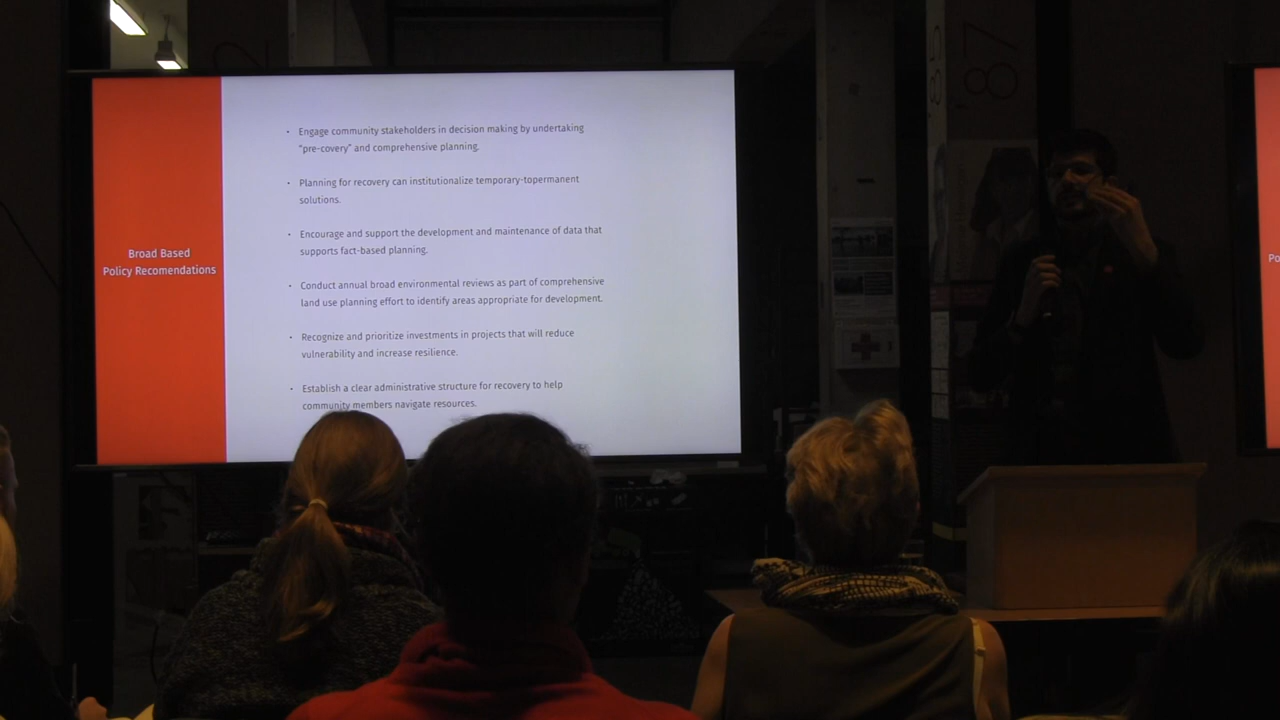 Broad Based
Policy Recomendations
• Engage community stakeholders in decision making by undertaking
"pre-covery" and comprehensive planning.
• Planning for recovery can institutionalize temporary-topermanent
solutions.
• Encourage and support the development and maintenance of data that
supports fact-based planning.
• Conduct annual broad environmental reviews as part of comprehensive
land use planning effort to identify areas appropriate for development.
• Recognize and prioritize investments in projects that will reduce
vulnerability and increase resilience.
• Establish a clear administrative structure for recovery to help
community members navigate resources.
87
Po